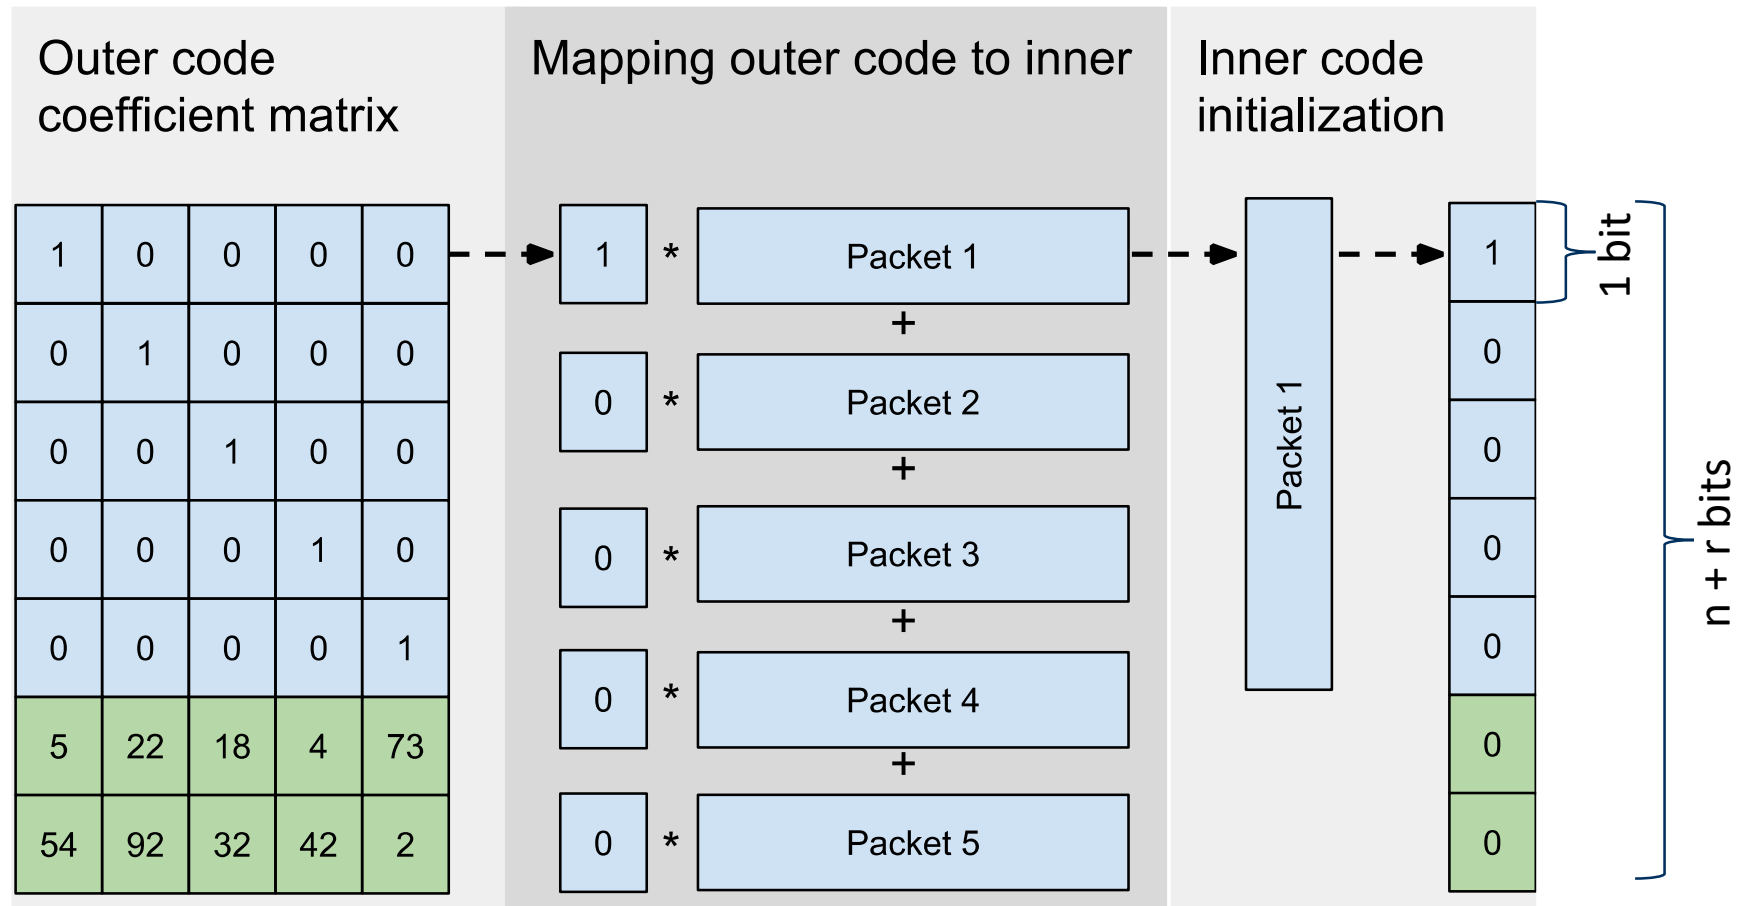 Outer code
coefficient matrix
Mapping outer code to inner
Inner code
initialization
1 0 0 0 0
0 1 0 0 0
0 0 1 0 0
0 0 0 1 0
0 0 0 0 1
5 22 18 4 73
54 92 32 42 2
1 * Packet 1
+
0 * Packet 2
+
0 * Packet 3
+
0 * Packet 4
+
0 * Packet 5
Packet 1
1
0
0
0
0
0
0
1 bit
n + r bits